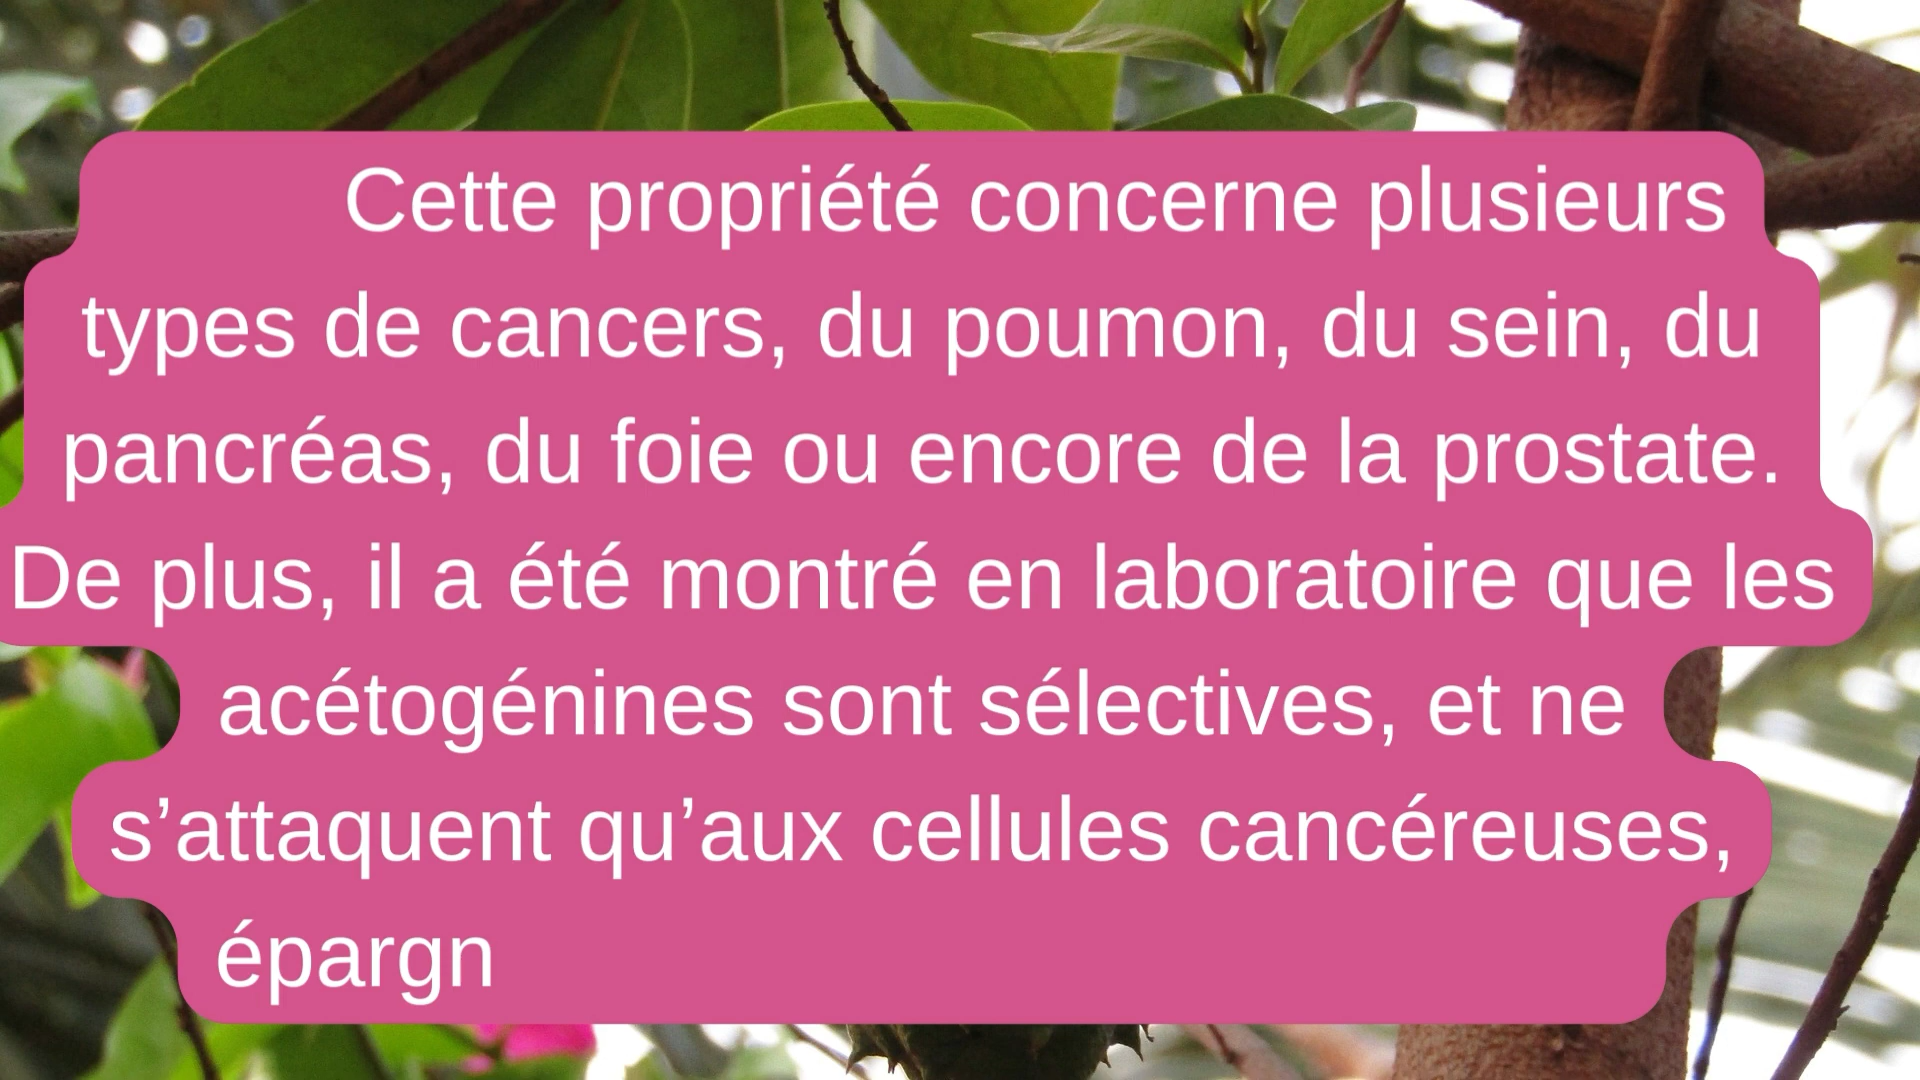 Cette propriété concerne plusieurs
types de cancers, du poumon, du sein, du
pancréas, du foie ou encore de la prostate.
De plus, il a été montré en laboratoire que les
acétogénines sont sélectives, et ne
s’attaquent qu’aux cellules cancéreuses,
épargn